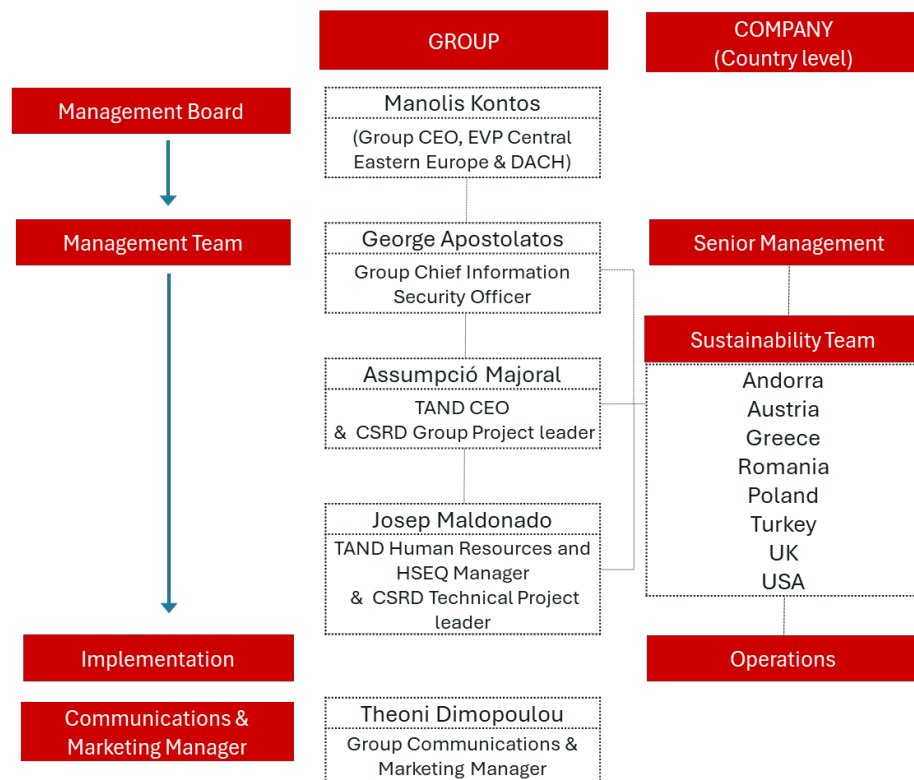 GROUP
COMPANY
(Country level)
Management Board
Manolis Kontos
(Group CEO, EVP Central
Eastern Europe & DACH)
Management Team
George Apostolatos
Group Chief Information
Security Officer
Senior Management
Assumpció Majoral
TAND CEO
& CSRD Group Project leader
Sustainability Team
Andorra
Austria
Greece
Romania
Poland
Turkey
UK
USA
Josep Maldonado
TAND Human Resources and
HSEQ Manager
& CSRD Technical Project
leader
Implementation
Operations
Communications &
Marketing Manager
Theoni Dimopoulou
Group Communications &
Marketing Manager